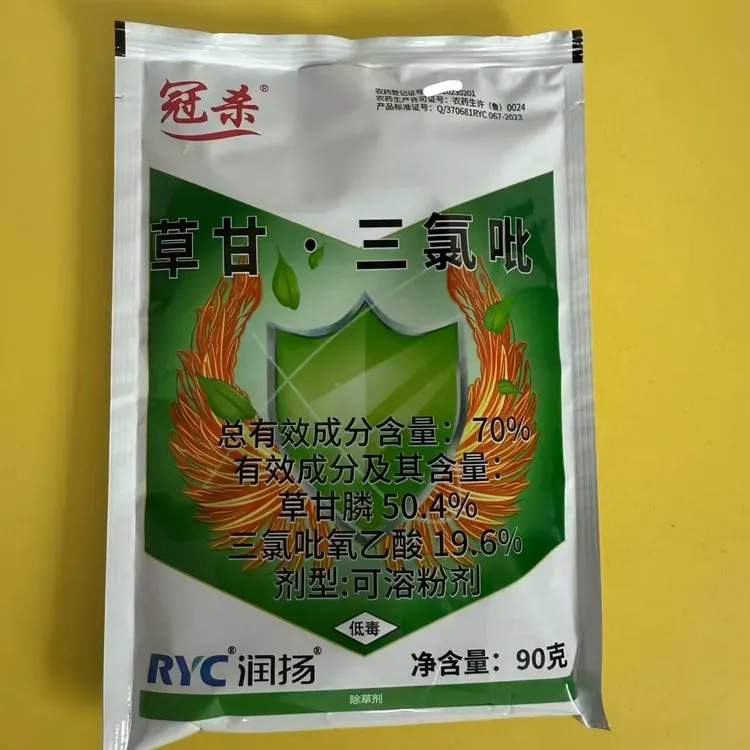 冠杀®
农药登记证号
20230201
农药生产许可证号：农药生许（鲁）0024
产品标准证号：Q/370681RYC 067-2023
草甘·三氯吡
总有效成分含量：70%
有效成分及其含量：
草甘膦 50.4%
三氯吡氧乙酸 19.6%
剂型:可溶粉剂
低毒
RYC®润扬®
净含量：90克
除草剂